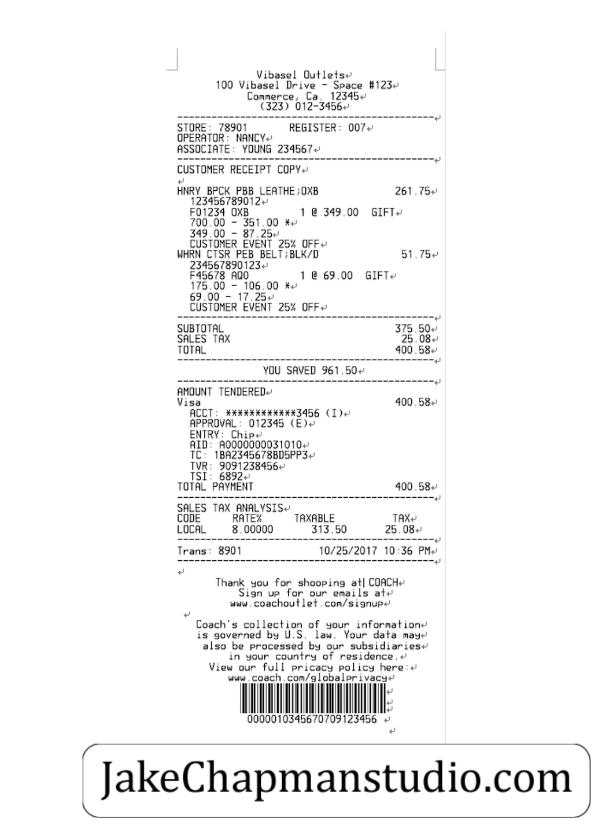 Vibasel Outlets↵
100 Vibasel Drive - Space #123↵
Commerce, Ca. 12345↵
(323) 012-3456↵
------------------------------------------------↵
STORE: 78901 REGISTER: 007↵
OPERATOR: NANCY↵
ASSOCIATE: YOUNG 234567↵
------------------------------------------------↵
CUSTOMER RECEIPT COPY↵
↵
HNRY BPCK PBB LEATHE;OXB 261.75↵
123456789012↵
F01234 OXB 1 @ 349.00 GIFT↵
700.00 - 351.00 *↵
349.00 - 87.25↵
CUSTOMER EVENT 25% OFF↵
WHRN CTSR PEB BELT;BLK/D 51.75↵
234567890123↵
F45678 AQO 1 @ 69.00 GIFT↵
175.00 - 106.00 *↵
69.00 - 17.25↵
CUSTOMER EVENT 25% OFF↵
------------------------------------------------↵
SUBTOTAL 375.50↵
SALES TAX 25.08↵
TOTAL 400.58↵
------------------------------------------------↵
YOU SAVED 961.50↵
------------------------------------------------↵
AMOUNT TENDERED↵
Visa 400.58↵
ACCT: ************3456 (I)↵
APPROVAL: 012345 (E)↵
ENTRY: Chip↵
AID: A0000000031010↵
TC: 1BA2345678BD5PP3↵
TVR: 9091238456↵
TSI: 6892↵
TOTAL PAYMENT 400.58↵
------------------------------------------------↵
SALES TAX ANALYSIS↵
CODE RATE% TAXABLE TAX↵
LOCAL 8.00000 313.50 25.08↵
------------------------------------------------↵
Trans: 8901 10/25/2017 10:36 PM↵
------------------------------------------------↵
↵
Thank you for shooping at COACH↵
Sign up for our emails at↵
www.coachoutlet.com/signup↵
↵
Coach's collection of your information↵
is governed by U.S. law. Your data may↵
also be processed by our subsidiaries↵
in your country of residence.↵
View our full pricacy policy here:↵
www.coach.com/globalprivacy↵
0000010345670709123456 ↵
↵
JakeChapmanstudio.com